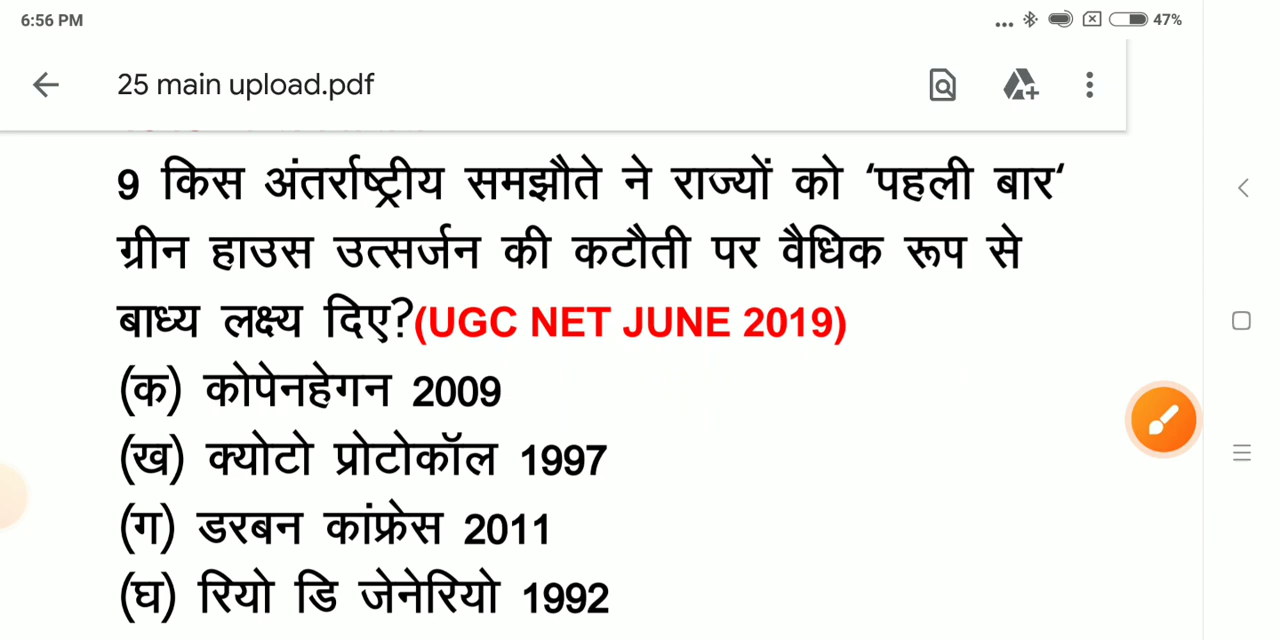 6:56 PM
47%
25 main upload.pdf
9 किस अंतर्राष्ट्रीय समझौते ने राज्यों को ‘पहली बार‘
ग्रीन हाउस उत्सर्जन की कटौती पर वैधिक रूप से
बाध्य लक्ष्य दिए?(UGC NET JUNE 2019)
(क) कोपेनहेगन 2009
(ख) क्योटो प्रोटोकॉल 1997
(ग) डरबन कांफ्रेस 2011
(घ) रियो डि जेनेरियो 1992